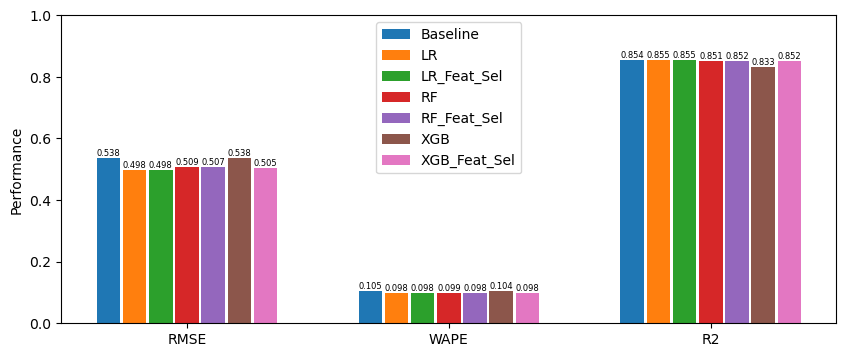 1.0
0.8
0.6
0.4
0.2
0.0
Performance
Baseline
LR
LR_Feat_Sel
RF
RF_Feat_Sel
XGB
XGB_Feat_Sel
0.538 0.498 0.498 0.509 0.507 0.538 0.505
0.105 0.098 0.098 0.099 0.098 0.104 0.098
0.854 0.855 0.855 0.851 0.852 0.833 0.852
RMSE WAPE R2